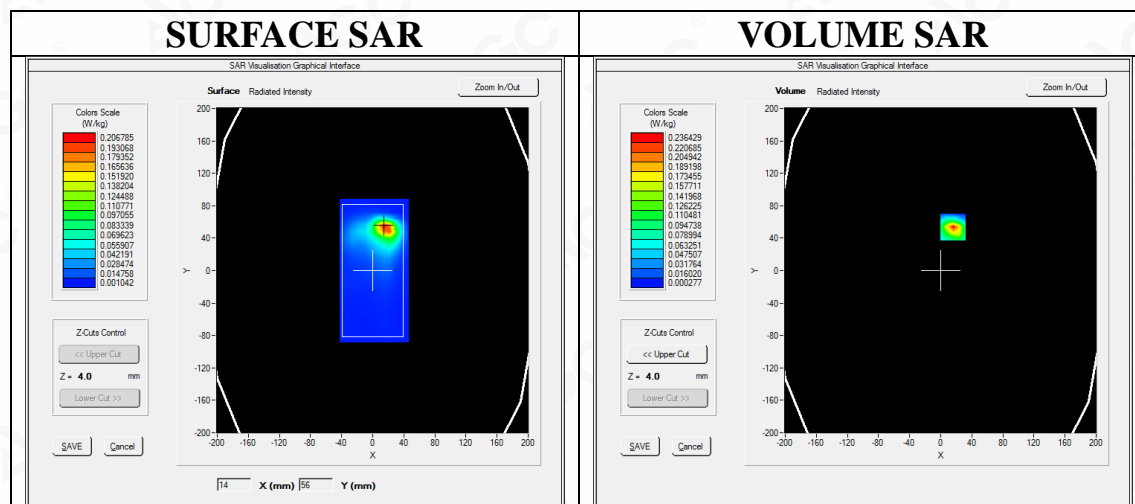 SURFACE SAR
VOLUME SAR
SAR Visualisation Graphical Interface
Surface Radiated Intensity
Zoom In/Out
Colors Scale
(W/kg)
0.206785
0.193068
0.179352
0.165636
0.151920
0.138204
0.124488
0.110771
0.097055
0.083339
0.069623
0.055907
0.042191
0.028474
0.014758
0.001042
200
160
120
80
40
0
-40
-80
-120
-160
-200
Y
-200 -160 -120 -80 -40 0 40 80 120 160 200
X
Z-Cuts Control
<< Upper Cut
Z = 4.0 mm
Lower Cut >>
SAVE Cancel
14 X (mm) 56 Y (mm)
SAR Visualisation Graphical Interface
Volume Radiated Intensity
Zoom In/Out
Colors Scale
(W/kg)
0.236429
0.220685
0.204942
0.189198
0.173455
0.157711
0.141968
0.126225
0.110481
0.094738
0.078994
0.063251
0.047507
0.031764
0.016020
0.000277
200
160
120
80
40
0
-40
-80
-120
-160
-200
Y
-200 -160 -120 -80 -40 0 40 80 120 160 200
X
Z-Cuts Control
<< Upper Cut
Z = 4.0 mm
Lower Cut >>
SAVE Cancel